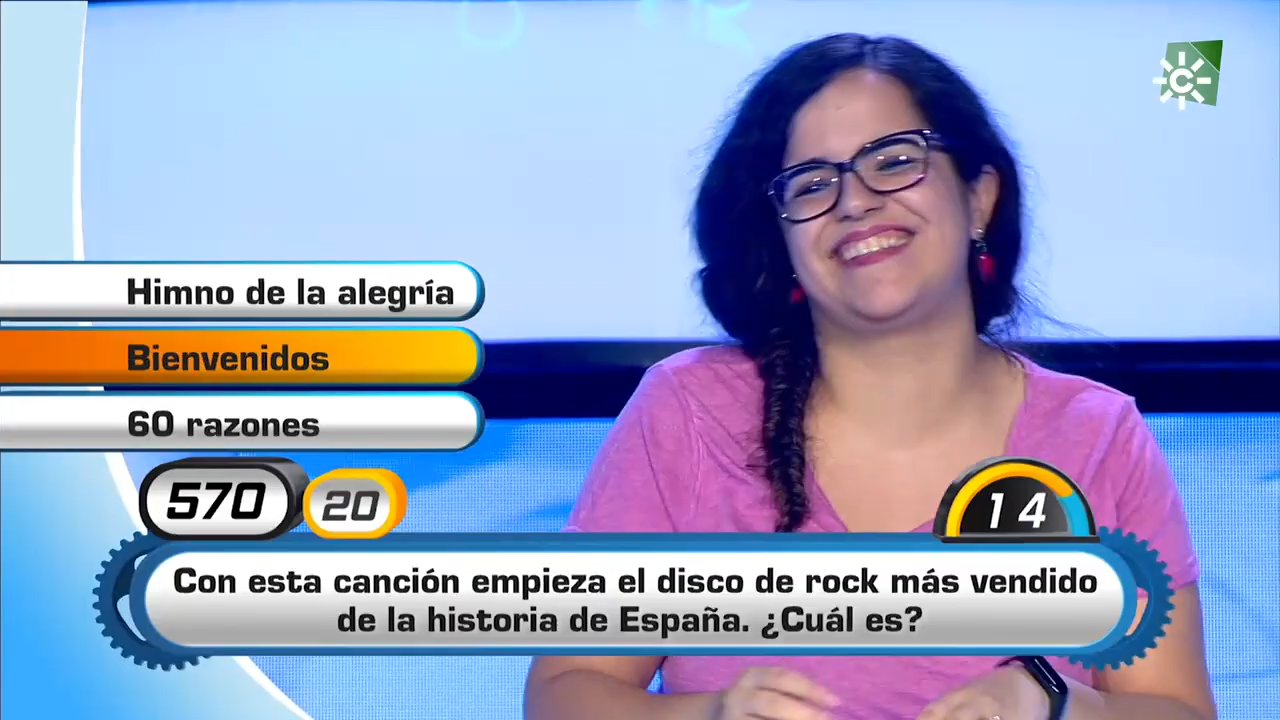 Himno de la alegría
Bienvenidos
60 razones
570
20
14
Con esta canción empieza el disco de rock más vendido
de la historia de España. ¿Cuál es?